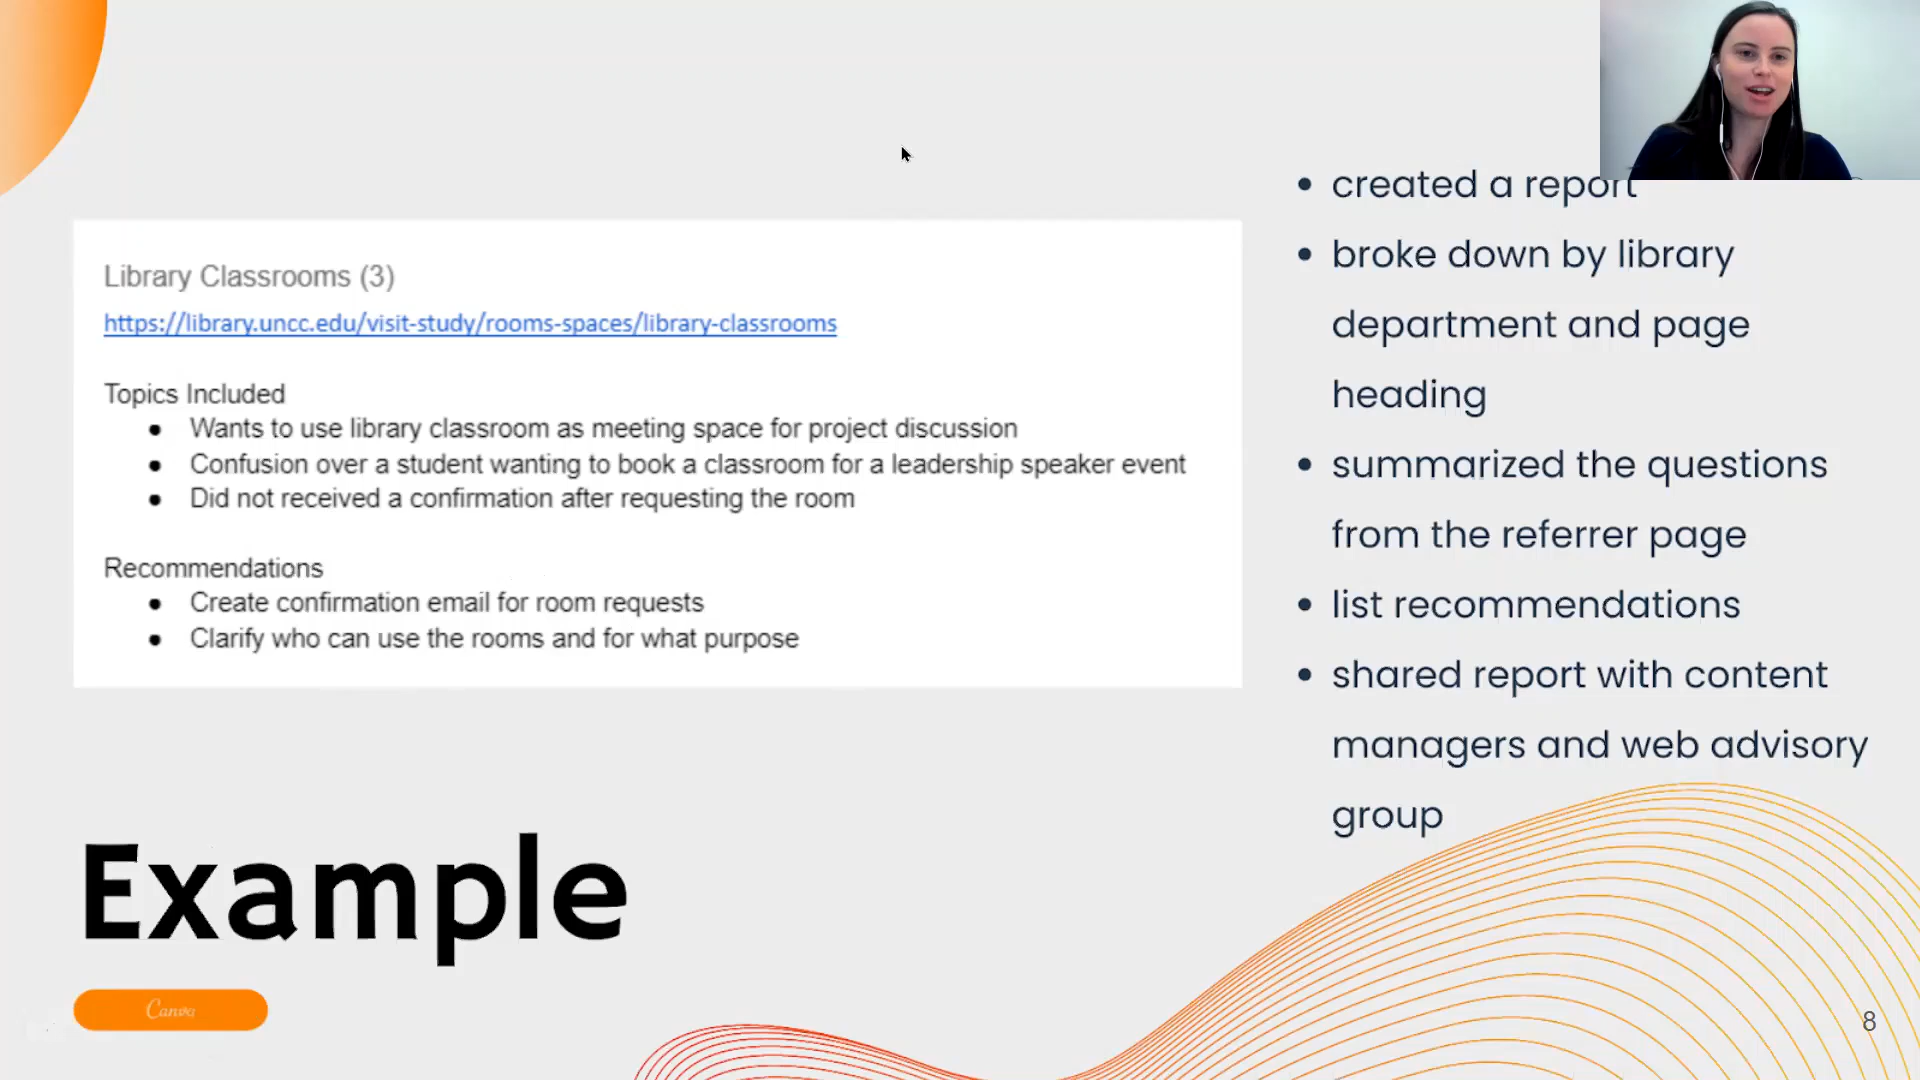 Library Classrooms (3)
https://library.uncc.edu/visit-study/rooms-spaces/library-classrooms
Topics Included
● Wants to use library classroom as meeting space for project discussion
● Confusion over a student wanting to book a classroom for a leadership speaker event
● Did not received a confirmation after requesting the room
Recommendations
● Create confirmation email for room requests
● Clarify who can use the rooms and for what purpose
• created a report
• broke down by library
department and page
heading
• summarized the questions
from the referrer page
• list recommendations
• shared report with content
managers and web advisory
group
Example
Canva
8